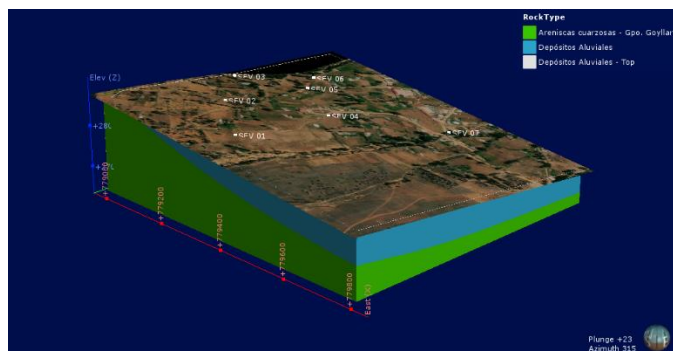 RockType
Areniscas cuarzosas - Gpo. Goyllar
Depósitos Aluviales
Depósitos Aluviales - Top
Elev (Z)
SEV 03
SEV 06
SEV 05
SEV 02
SEV 04
SEV 01
SEV 07
+779000
+779200
+779400
+779600
+779800
East (X)
Plunge +23
Azimuth 315